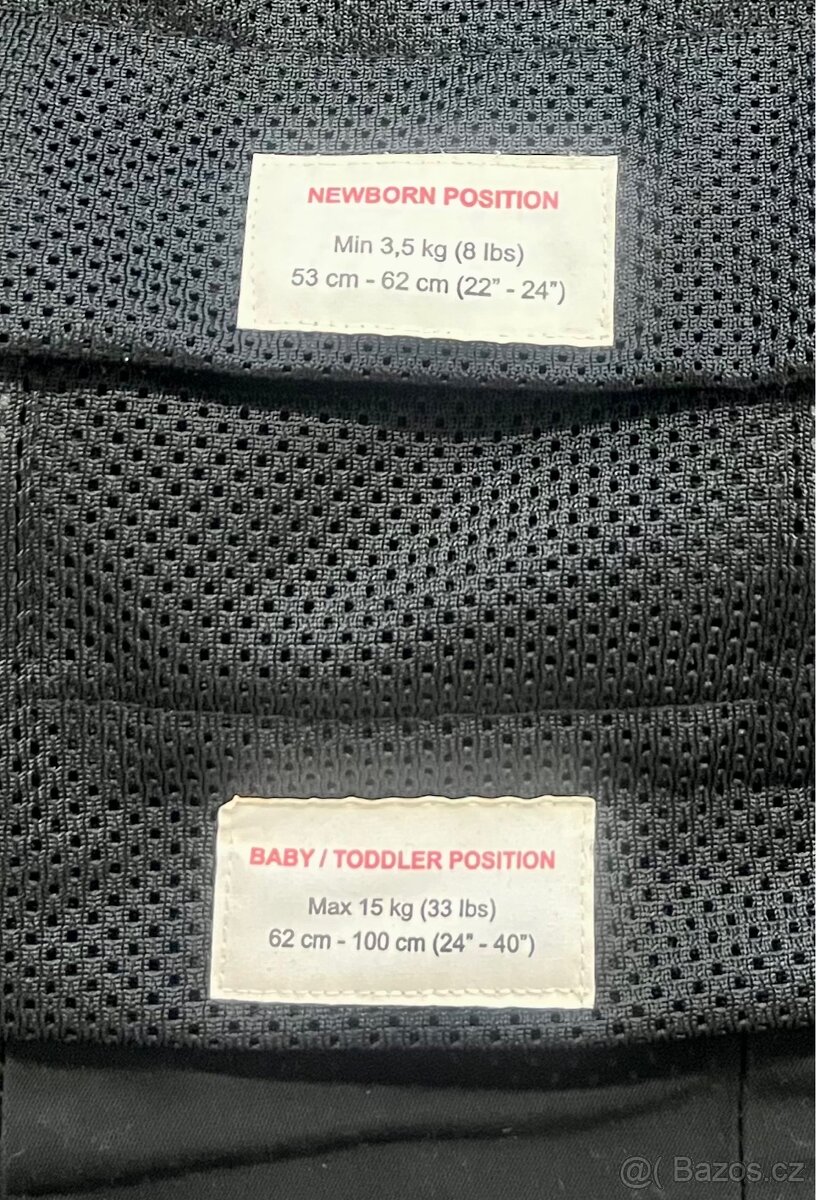 NEWBORN POSITION
Min 3,5 kg (8 lbs)
53 cm - 62 cm (22” - 24”)
BABY / TODDLER POSITION
Max 15 kg (33 lbs)
62 cm - 100 cm (24” - 40”)
@( Bazos.cz